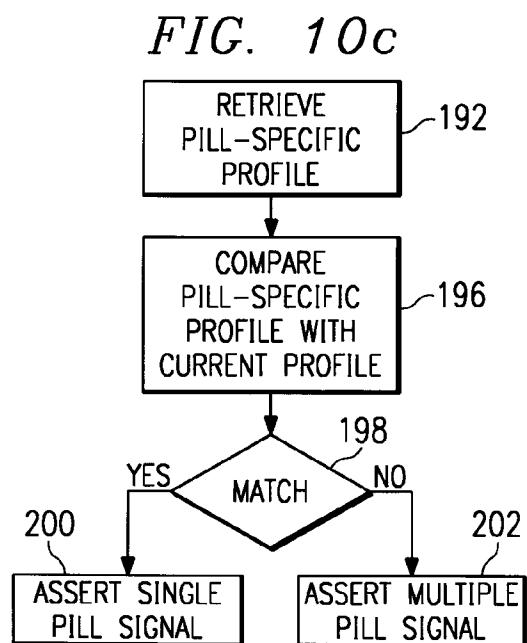 FIG. 10c
RETRIEVE
PILL-SPECIFIC
PROFILE
192
COMPARE
PILL-SPECIFIC
PROFILE WITH
CURRENT PROFILE
196
198
YES
MATCH
NO
200
202
ASSERT SINGLE
PILL SIGNAL
ASSERT MULTIPLE
PILL SIGNAL